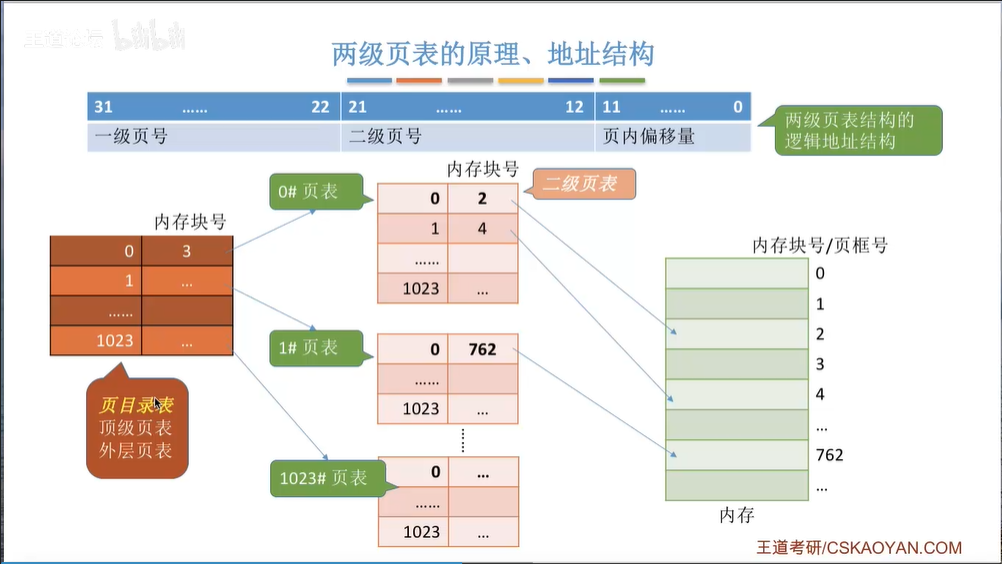 王道考研 bilibili
两级页表的原理、地址结构
31 …… 22 21 …… 12 11 …… 0
一级页号 二级页号 页内偏移量
两级页表结构的
逻辑地址结构
内存块号
0 3
1 …
……
1023 …
页目录表
顶级页表
外层页表
0# 页表
内存块号
二级页表
0 2
1 4
……
1023 …
1# 页表
0 762
……
1023 …
1023# 页表
0 …
……
1023 …
内存块号/页框号
0
1
2
3
4
…
762
…
内存
王道考研/CSKAOYAN.COM